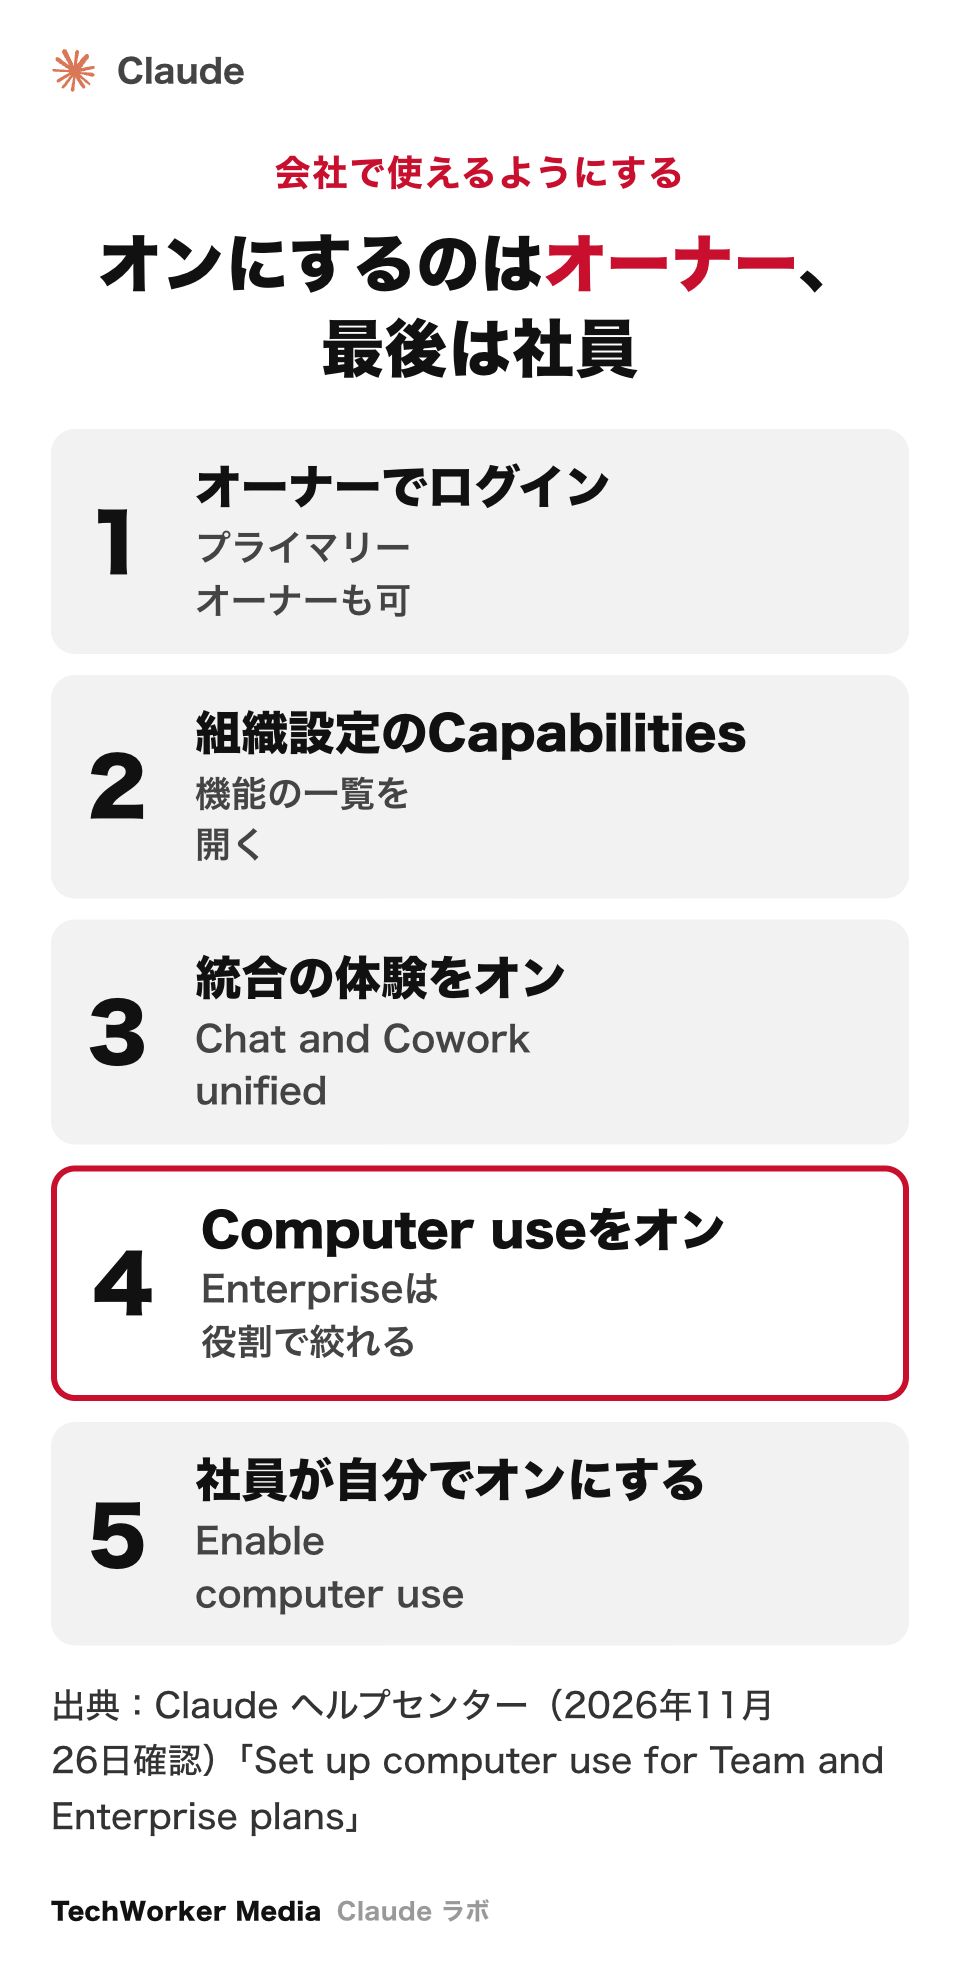 Claude
会社で使えるようにする
オンにするのはオーナー、
最後は社員
1
オーナーでログイン
プライマリー
オーナーも可
2
組織設定のCapabilities
機能の一覧を
開く
3
統合の体験をオン
Chat and Cowork
unified
4
Computer useをオン
Enterpriseは
役割で絞れる
5
社員が自分でオンにする
Enable
computer use
出典：Claude ヘルプセンター（2026年11月
26日確認）「Set up computer use for Team and
Enterprise plans」
TechWorker Media Claude ラボ